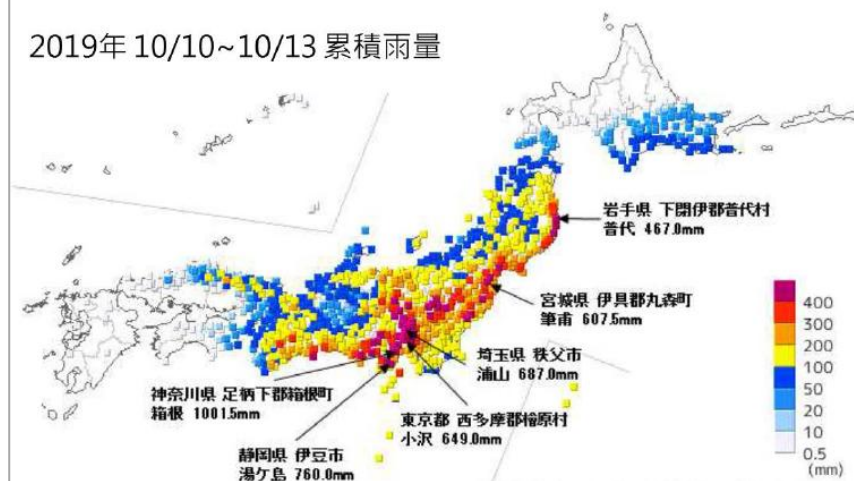 2019年 10/10~10/13 累積雨量
岩手県 下閉伊郡普代村
普代 467.0mm
宮城県 伊具郡丸森町
筆甫 607.5mm
埼玉県 秩父市
浦山 687.0mm
神奈川県 足柄下郡箱根町
箱根 1001.5mm
東京都 西多摩郡檜原村
小沢 649.0mm
静岡県 伊豆市
湯ケ島 760.0mm
400
300
200
100
50
20
10
0.5
(mm)